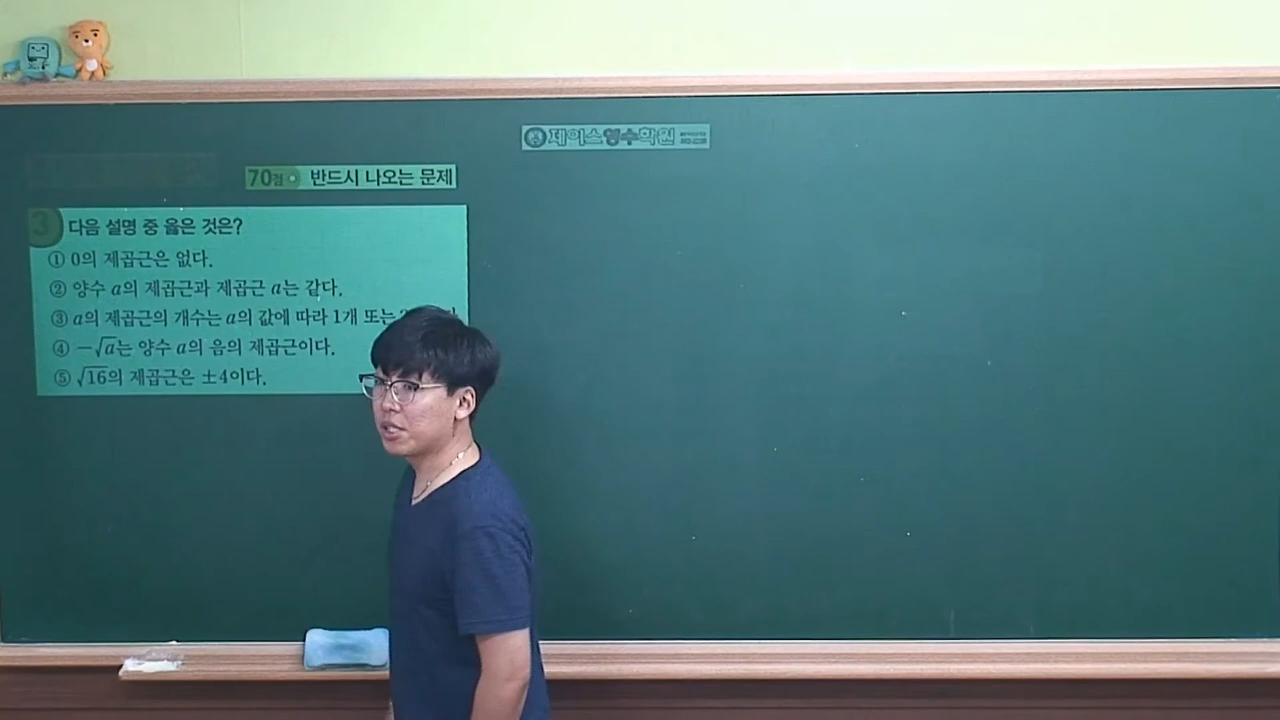 제이스영수학원
70점 반드시 나오는 문제
3 다음 설명 중 옳은 것은?
① 0의 제곱근은 없다.
② 양수 a의 제곱근과 제곱근 a는 같다.
③ a의 제곱근의 개수는 a의 값에 따라 1개 또는
④ -√a는 양수 a의 음의 제곱근이다.
⑤ √16의 제곱근은 ±4이다.